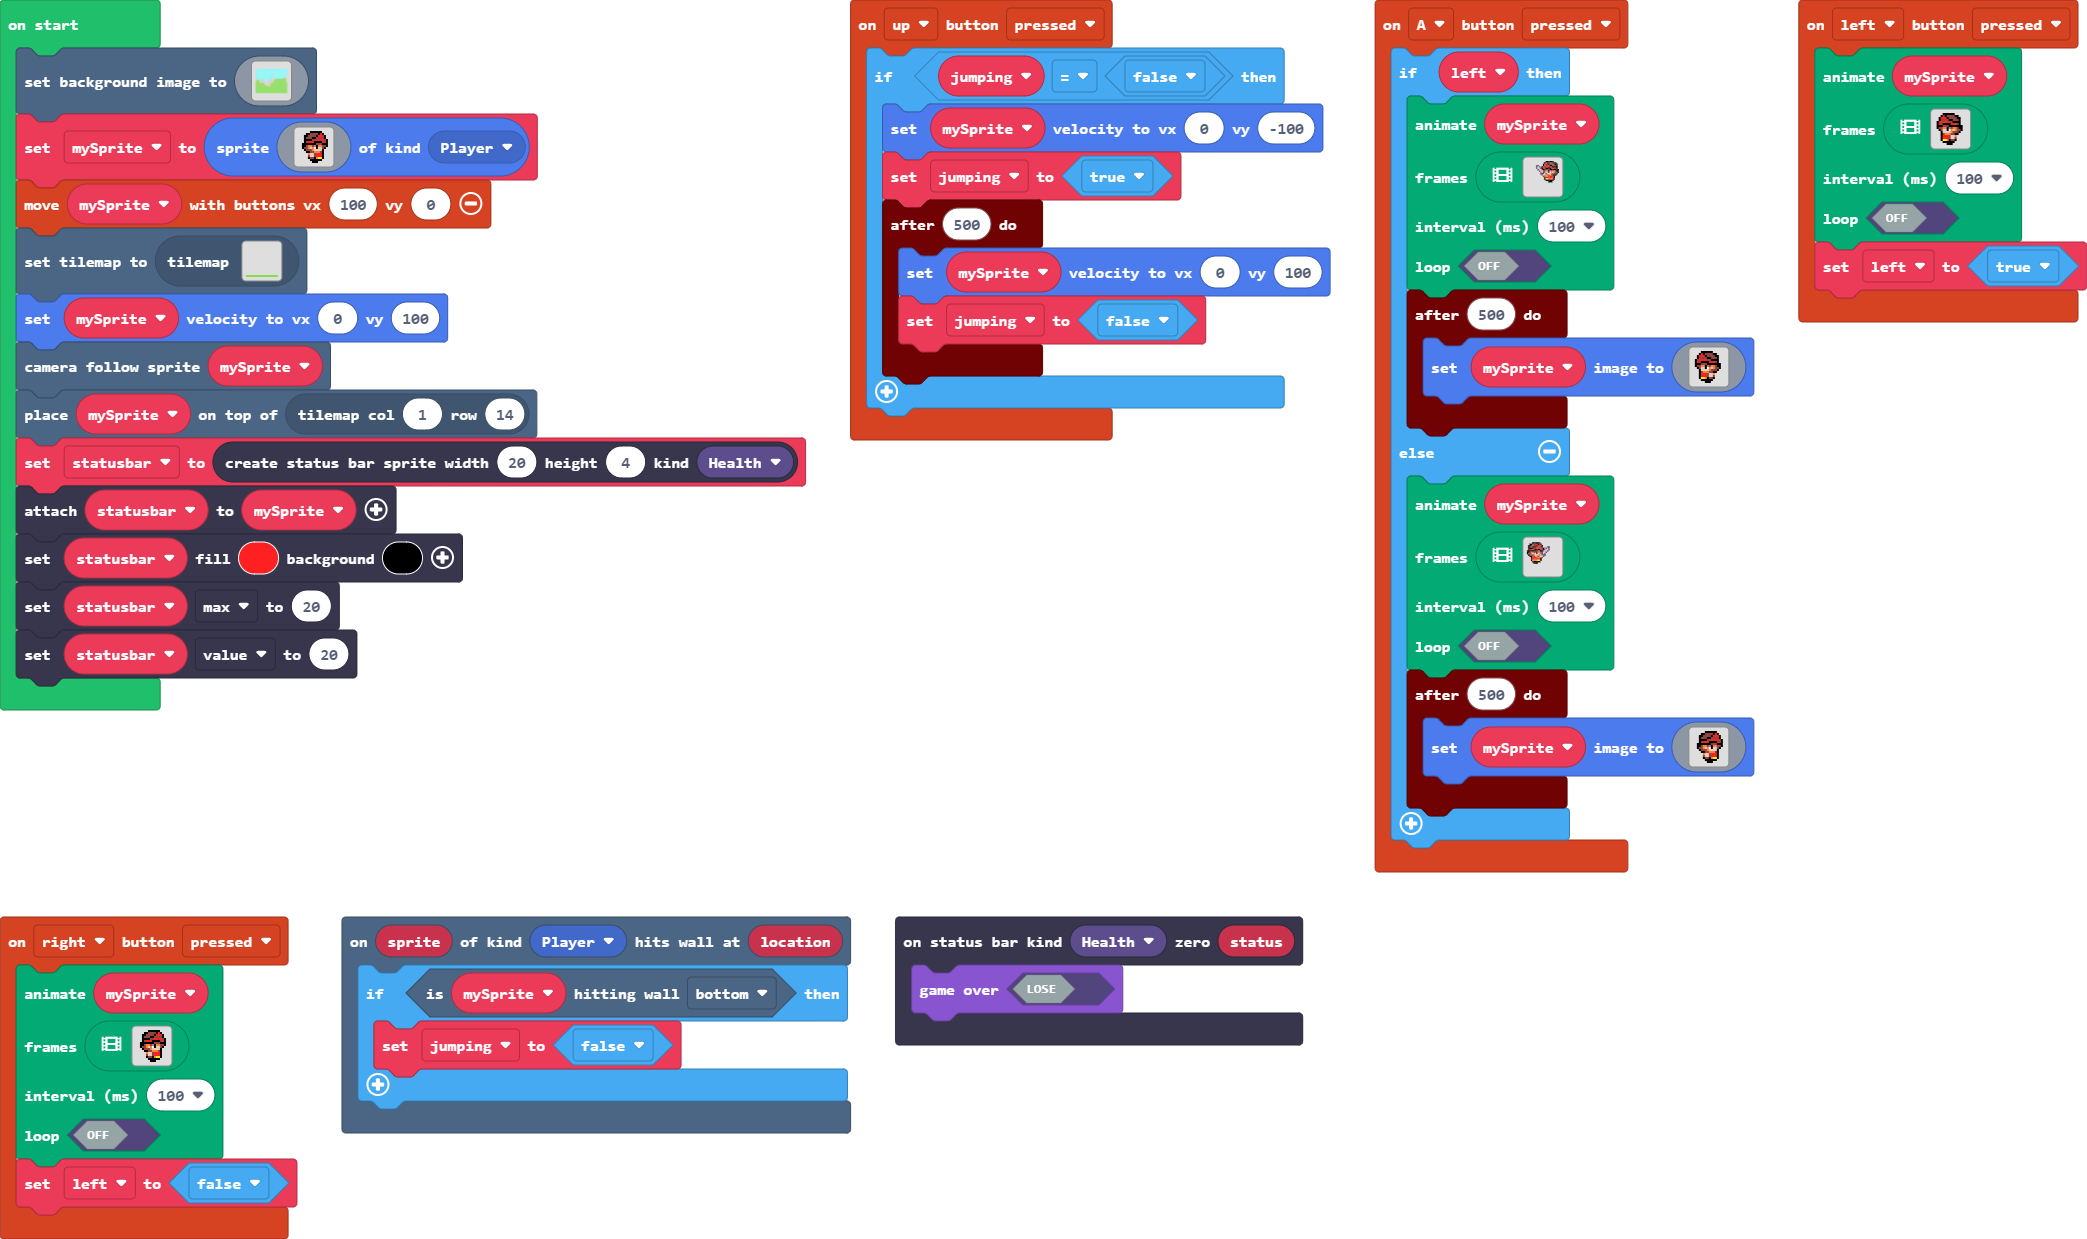 on start
set background image to
set mySprite to sprite of kind Player
move mySprite with buttons vx 100 vy 0
set tilemap to tilemap
set mySprite velocity to vx 0 vy 100
camera follow sprite mySprite
place mySprite on top of tilemap col 1 row 14
set statusbar to create status bar sprite width 20 height 4 kind Health
attach statusbar to mySprite
set statusbar fill background
set statusbar max to 20
set statusbar value to 20
on up button pressed
if jumping = false then
set mySprite velocity to vx 0 vy -100
set jumping to true
after 500 do
set mySprite velocity to vx 0 vy 100
set jumping to false
on A button pressed
if left then
animate mySprite
frames
interval (ms) 100
loop OFF
after 500 do
set mySprite image to
else
animate mySprite
frames
interval (ms) 100
loop OFF
after 500 do
set mySprite image to
on left button pressed
animate mySprite
frames
interval (ms) 100
loop OFF
set left to true
on right button pressed
animate mySprite
frames
interval (ms) 100
loop OFF
set left to false
on sprite of kind Player hits wall at location
if is mySprite hitting wall bottom then
set jumping to false
on status bar kind Health zero status
game over LOSE